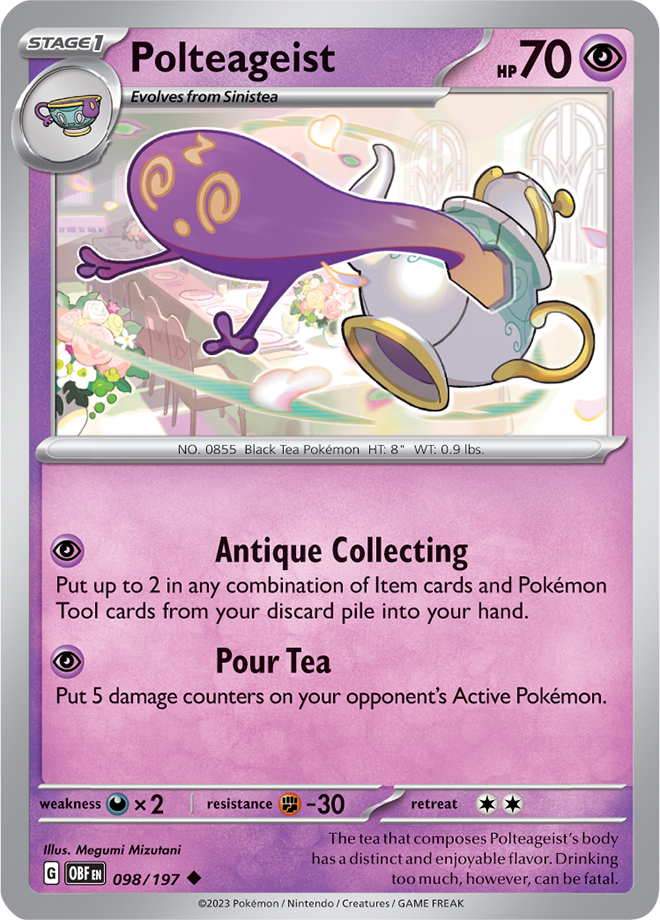 STAGE1
Polteageist
HP70
Evolves from Sinistea
NO. 0855 Black Tea Pokémon HT: 8" WT: 0.9 lbs.
Antique Collecting
Put up to 2 in any combination of Item cards and Pokémon
Tool cards from your discard pile into your hand.
Pour Tea
Put 5 damage counters on your opponent's Active Pokémon.
weakness ×2 resistance -30 retreat
Illus. Megumi Mizutani
The tea that composes Polteageist's body
has a distinct and enjoyable flavor. Drinking
too much, however, can be fatal.
G OBF EN 098/197
©2023 Pokémon / Nintendo / Creatures / GAME FREAK